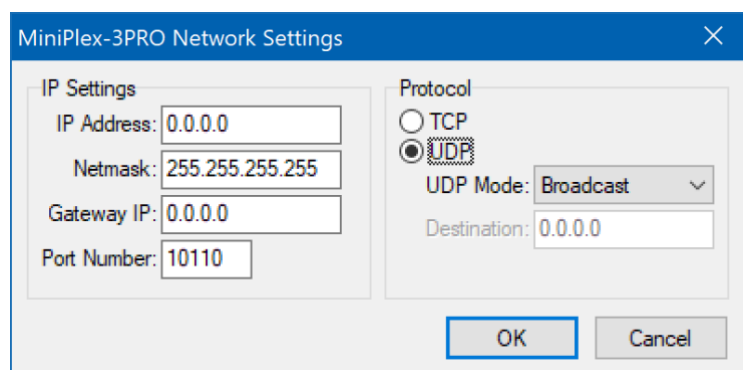 MiniPlex-3PRO Network Settings
IP Settings
IP Address: 0.0.0.0
Netmask: 255.255.255.255
Gateway IP: 0.0.0.0
Port Number: 10110
Protocol
TCP
UDP
UDP Mode: Broadcast
Destination: 0.0.0.0
OK
Cancel